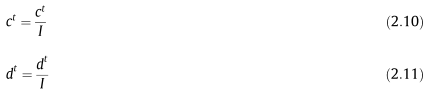 c^t = c^t / I (2.10)
d^t = d^t / I (2.11)